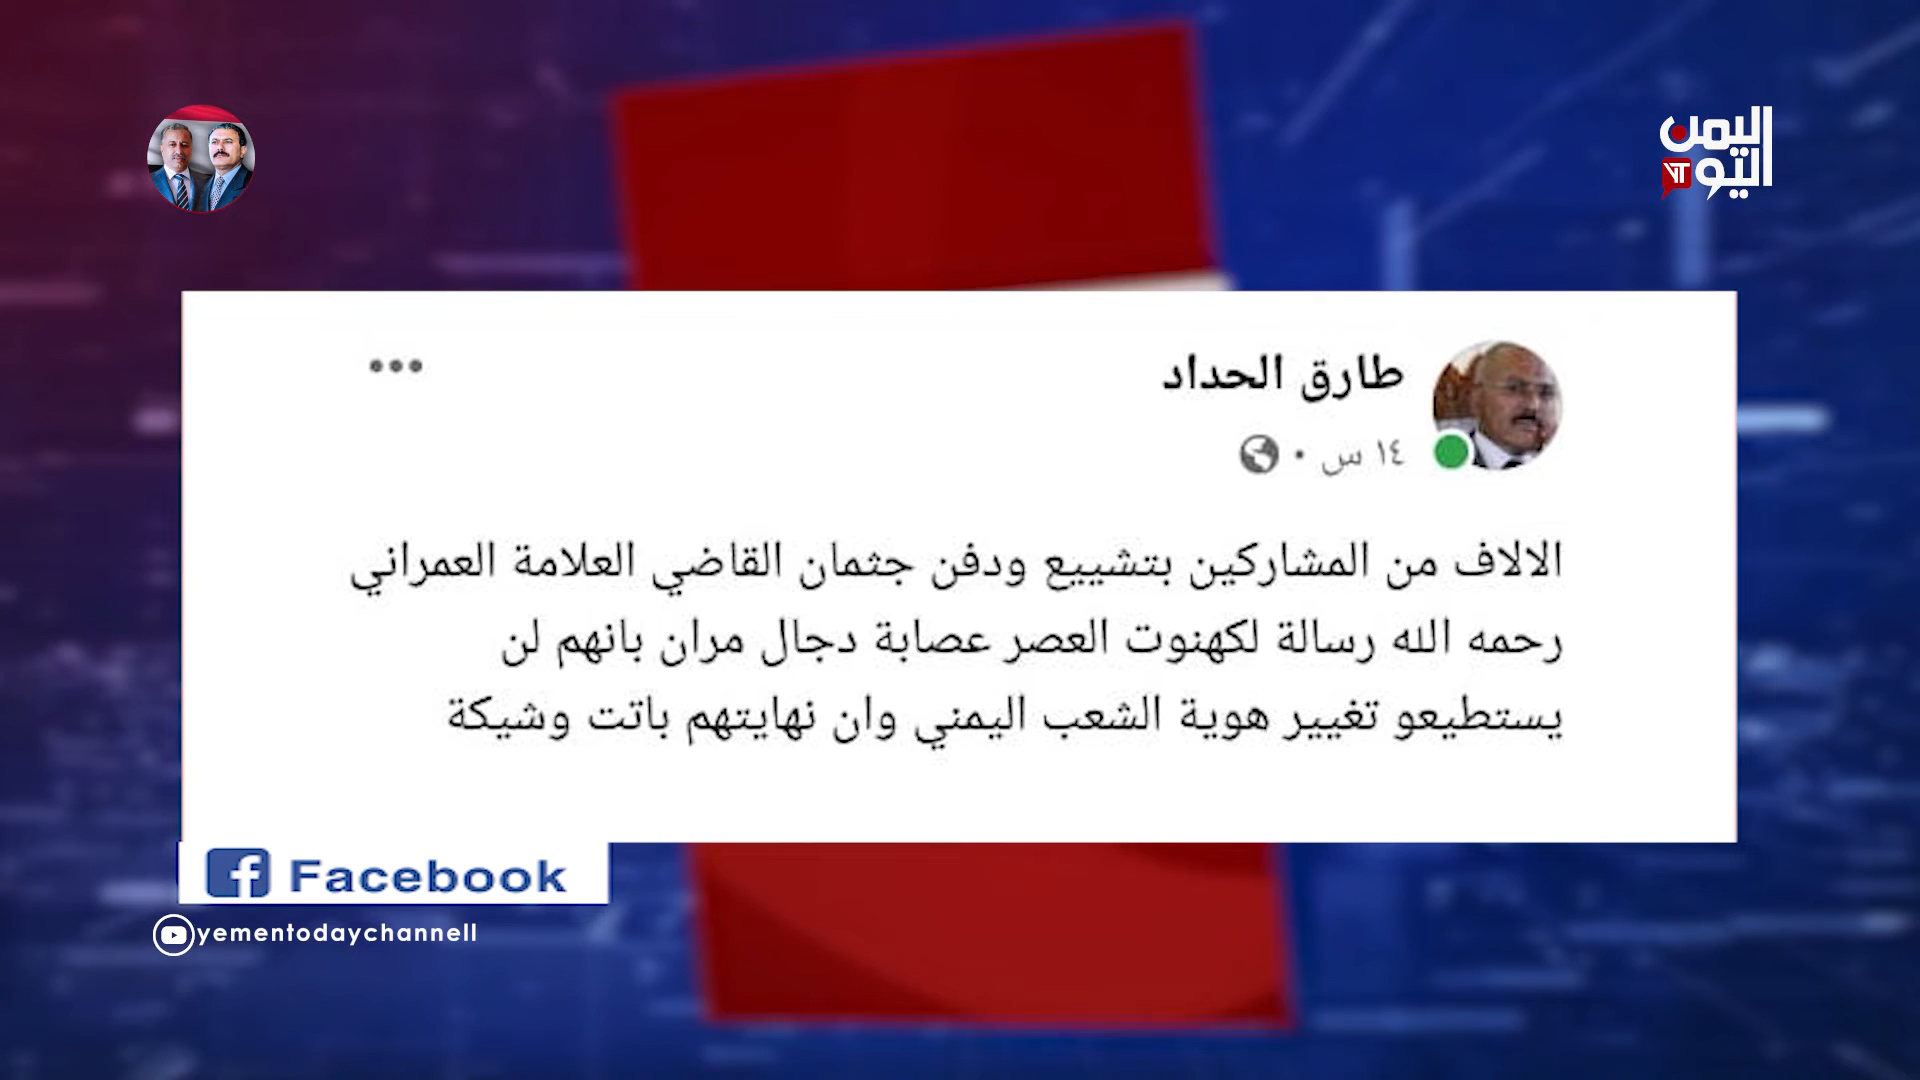 اليمن
اليوم
YT
طارق الحداد
١٤ س ·
الالاف من المشاركين بتشييع ودفن جثمان القاضي العلامة العمراني
رحمه الله رسالة لكهنوت العصر عصابة دجال مران بانهم لن
يستطيعو تغيير هوية الشعب اليمني وان نهايتهم باتت وشيكة
Facebook
yementodaychannell